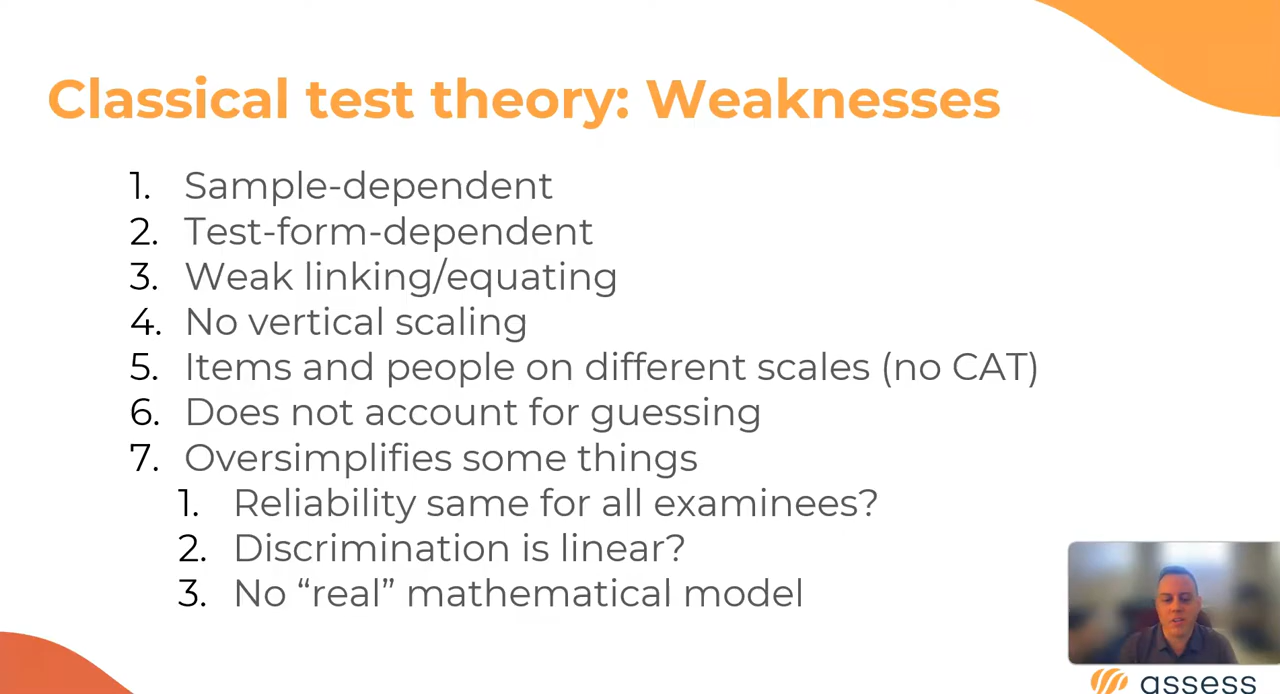 Classical test theory: Weaknesses
1. Sample-dependent
2. Test-form-dependent
3. Weak linking/equating
4. No vertical scaling
5. Items and people on different scales (no CAT)
6. Does not account for guessing
7. Oversimplifies some things
1. Reliability same for all examinees?
2. Discrimination is linear?
3. No “real” mathematical model
assess